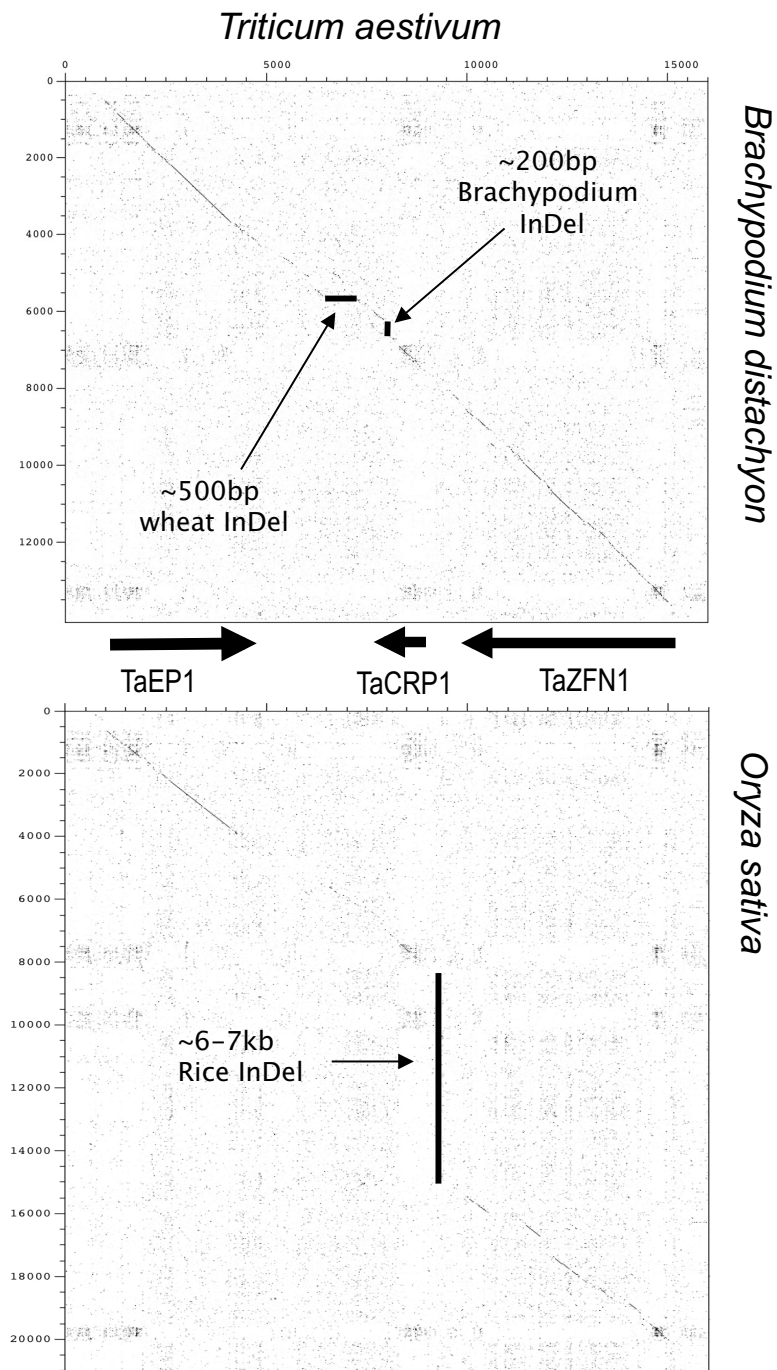 Triticum aestivum
0 5000 10000 15000
0
2000
4000
6000
8000
10000
12000
~200bp
Brachypodium
InDel
~500bp
wheat InDel
Brachypodium distachyon
TaEP1 TaCRP1 TaZFN1
0
2000
4000
6000
8000
10000
12000
14000
16000
18000
20000
~6-7kb
Rice InDel
Oryza sativa